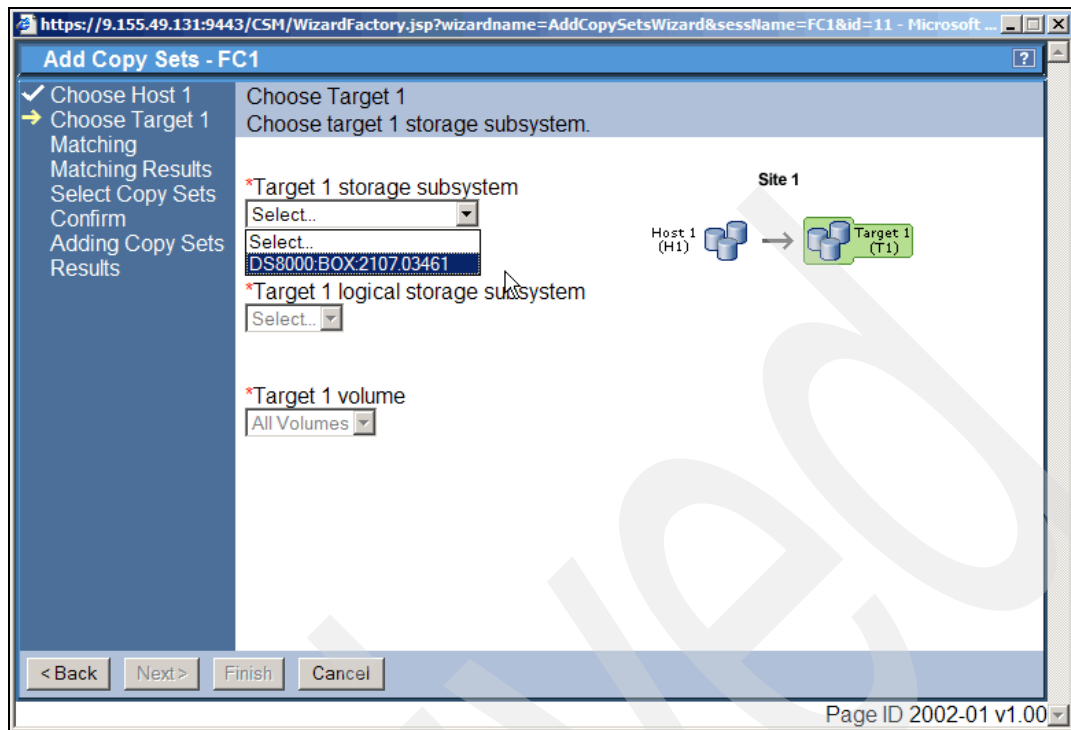 https://9.155.49.131:9443/CSM/WizardFactory.jsp?wizardname=AddCopySetsWizard&sessName=FC1&id=11 - Microsoft ...
Add Copy Sets - FC1
?
Choose Host 1
Choose Target 1
Matching
Matching Results
Select Copy Sets
Confirm
Adding Copy Sets
Results
Choose Target 1
Choose target 1 storage subsystem.
*Target 1 storage subsystem
Select...
Select...
DS8000:BOX:2107.03461
*Target 1 logical storage subsystem
Select...
*Target 1 volume
All Volumes
Site 1
Host 1
(H1)
Target 1
(T1)
< Back
Next >
Finish
Cancel
Page ID 2002-01 v1.00